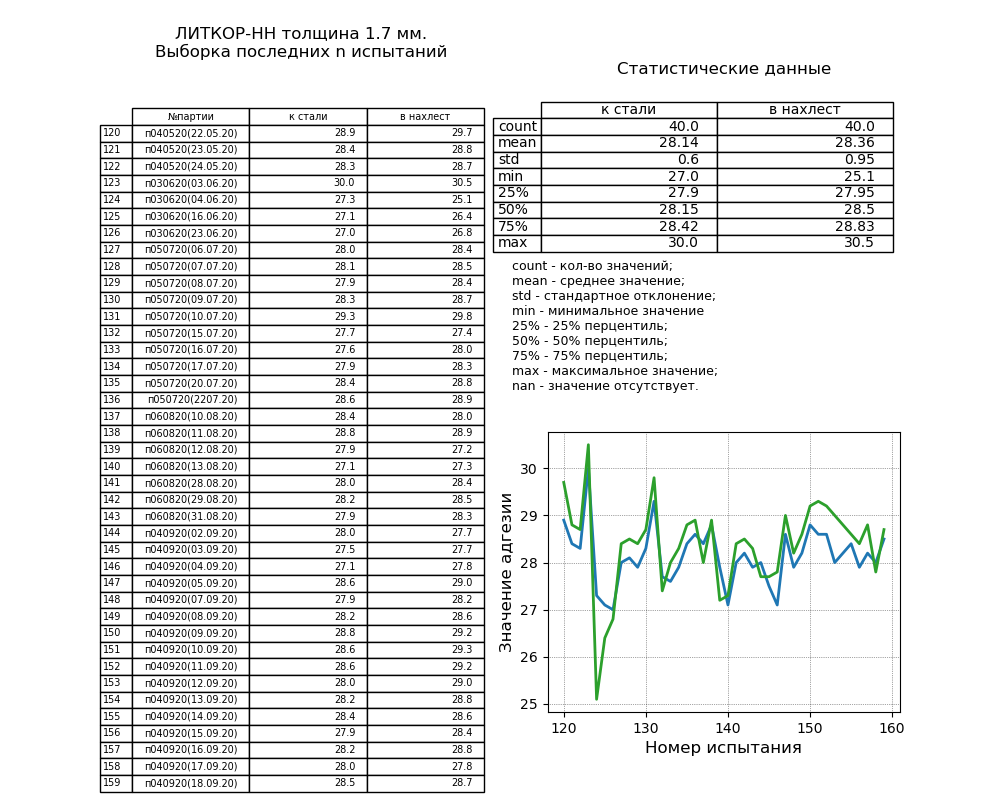 ЛИТКОР-НН толщина 1.7 мм.
Выборка последних n испытаний
№партии к стали в нахлест
120 п040520(22.05.20) 28.9 29.7
121 п040520(23.05.20) 28.4 28.8
122 п040520(24.05.20) 28.3 28.7
123 п030620(03.06.20) 30.0 30.5
124 п030620(04.06.20) 27.3 25.1
125 п030620(16.06.20) 27.1 26.4
126 п030620(23.06.20) 27.0 26.8
127 п050720(06.07.20) 28.0 28.4
128 п050720(07.07.20) 28.1 28.5
129 п050720(08.07.20) 27.9 28.4
130 п050720(09.07.20) 28.3 28.7
131 п050720(10.07.20) 29.3 29.8
132 п050720(15.07.20) 27.7 27.4
133 п050720(16.07.20) 27.6 28.0
134 п050720(17.07.20) 27.9 28.3
135 п050720(20.07.20) 28.4 28.8
136 п050720(2207.20) 28.6 28.9
137 п060820(10.08.20) 28.4 28.0
138 п060820(11.08.20) 28.8 28.9
139 п060820(12.08.20) 27.9 27.2
140 п060820(13.08.20) 27.1 27.3
141 п060820(28.08.20) 28.0 28.4
142 п060820(29.08.20) 28.2 28.5
143 п060820(31.08.20) 27.9 28.3
144 п040920(02.09.20) 28.0 27.7
145 п040920(03.09.20) 27.5 27.7
146 п040920(04.09.20) 27.1 27.8
147 п040920(05.09.20) 28.6 29.0
148 п040920(07.09.20) 27.9 28.2
149 п040920(08.09.20) 28.2 28.6
150 п040920(09.09.20) 28.8 29.2
151 п040920(10.09.20) 28.6 29.3
152 п040920(11.09.20) 28.6 29.2
153 п040920(12.09.20) 28.0 29.0
154 п040920(13.09.20) 28.2 28.8
155 п040920(14.09.20) 28.4 28.6
156 п040920(15.09.20) 27.9 28.4
157 п040920(16.09.20) 28.2 28.8
158 п040920(17.09.20) 28.0 27.8
159 п040920(18.09.20) 28.5 28.7
Статистические данные
к стали в нахлест
count 40.0 40.0
mean 28.14 28.36
std 0.6 0.95
min 27.0 25.1
25% 27.9 27.95
50% 28.15 28.5
75% 28.42 28.83
max 30.0 30.5
count - кол-во значений;
mean - среднее значение;
std - стандартное отклонение;
min - минимальное значение
25% - 25% перцентиль;
50% - 50% перцентиль;
75% - 75% перцентиль;
max - максимальное значение;
nan - значение отсутствует.
Значение адгезии
30
29
28
27
26
25
120 130 140 150 160
Номер испытания